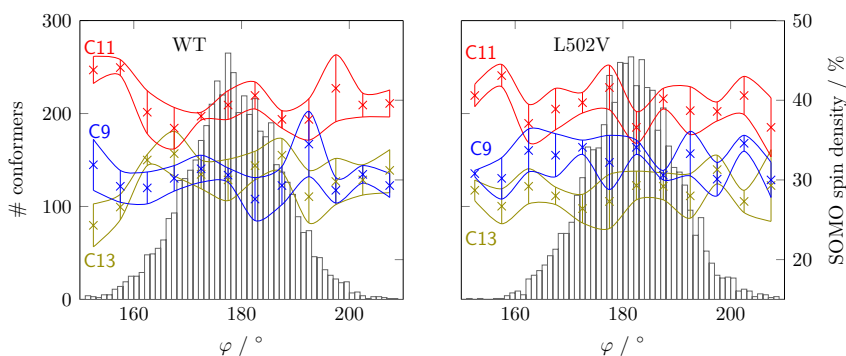 WT
L502V
C11
C9
C13
C11
C9
C13
# conformers
0
100
200
300
160
180
200
φ / °
160
180
200
φ / °
20
30
40
50
SOMO spin density / %